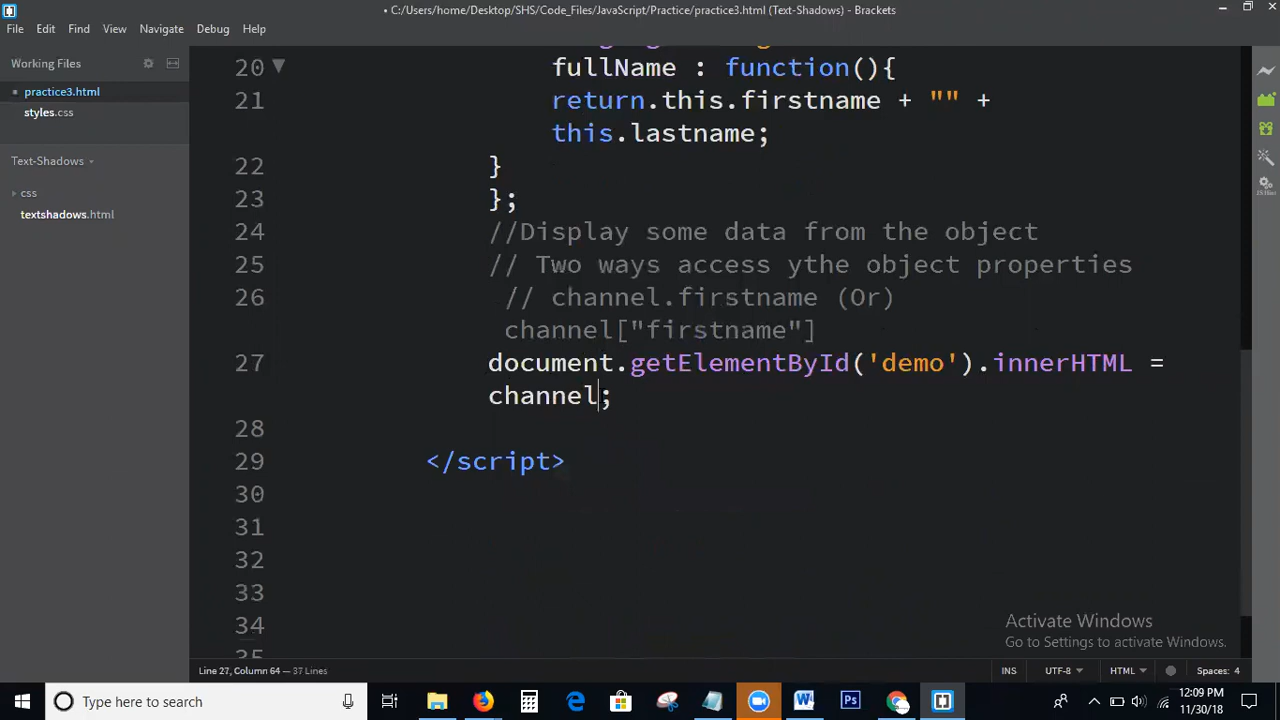 • C:/Users/home/Desktop/SHS/Code_Files/JavaScript/Practice/practice3.html (Text-Shadows) - Brackets
File Edit Find View Navigate Debug Help
Working Files
• practice3.html
styles.css
Text-Shadows
css
textshadows.html
20 fullName : function(){
21 return.this.firstname + "" +
this.lastname;
22 }
23 };
24 //Display some data from the object
25 // Two ways access ythe object properties
26 // channel.firstname (Or)
channel["firstname"]
27 document.getElementById('demo').innerHTML =
channel;
28
29 </script>
30
31
32
33
34
35
Activate Windows
Go to Settings to activate Windows.
Line 27, Column 64 — 37 Lines
INS UTF-8 HTML Spaces: 4
Type here to search
12:09 PM
11/30/18